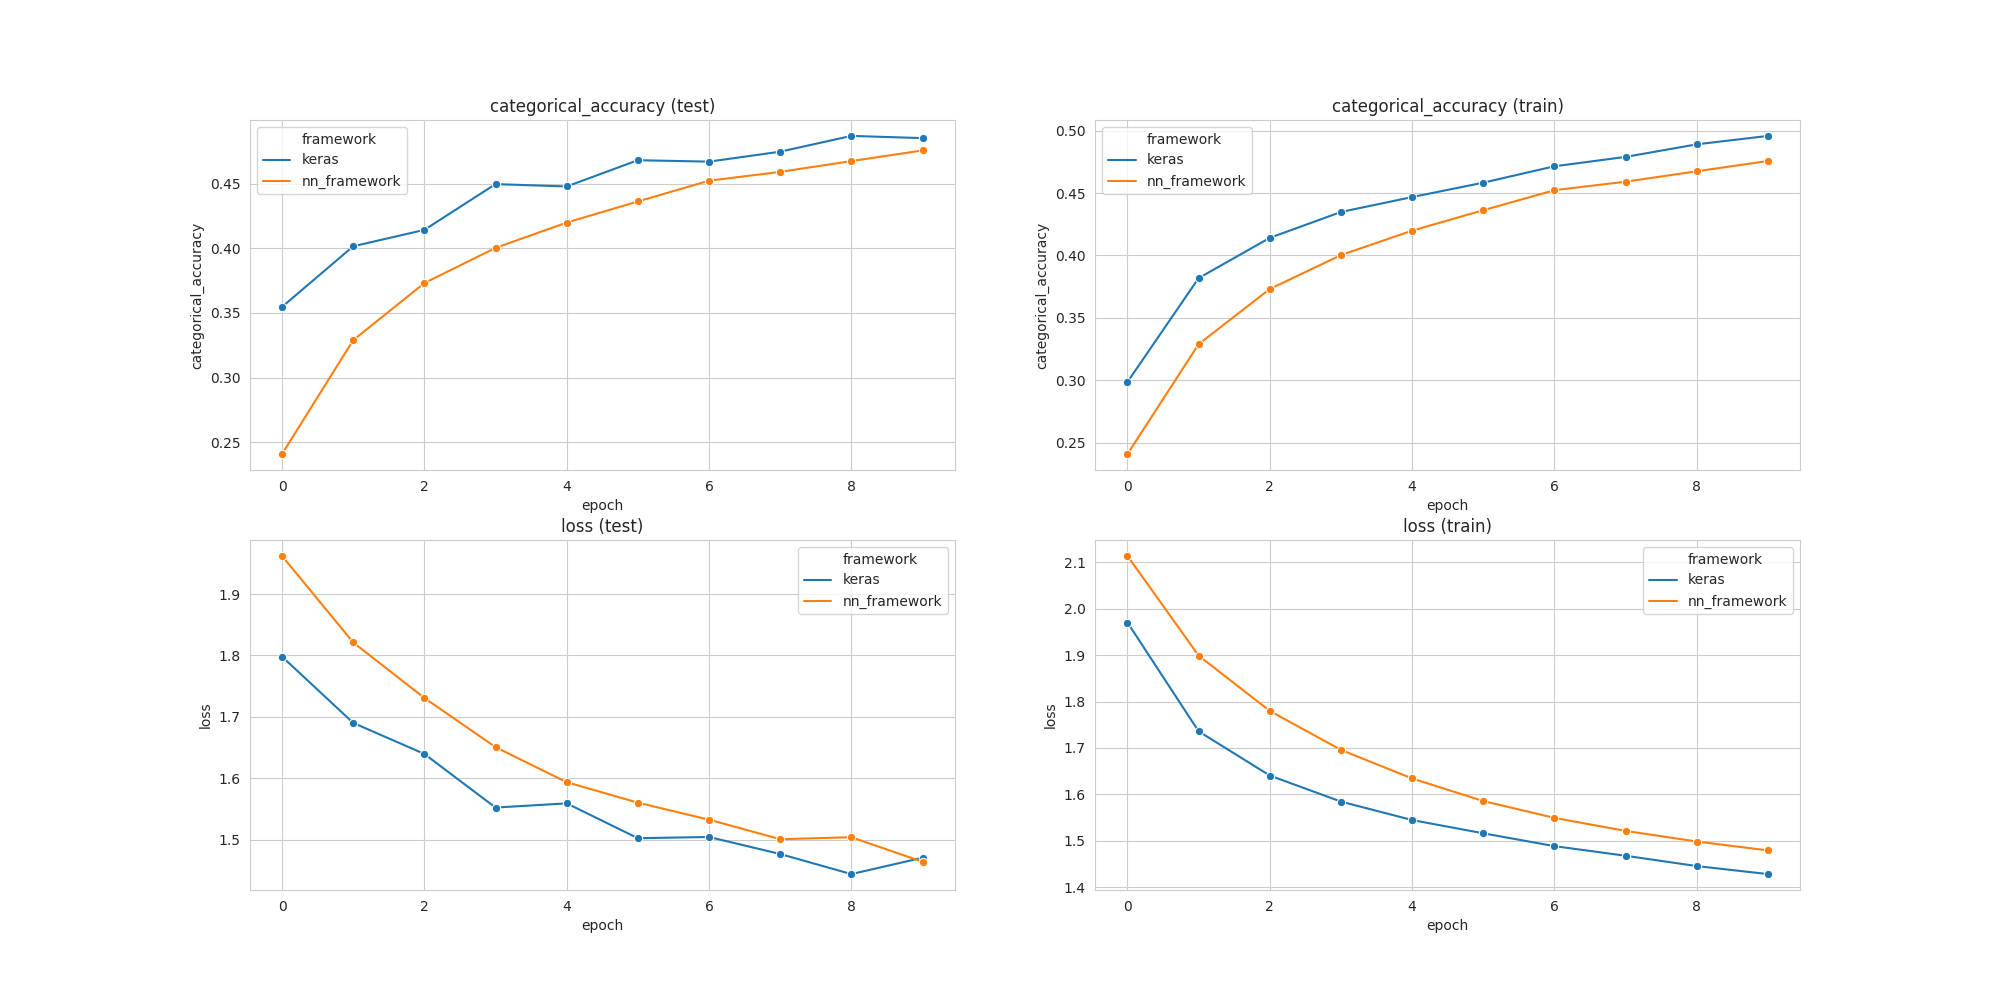 categorical_accuracy (test)
framework
keras
nn_framework
0.45
0.40
0.35
0.30
0.25
categorical_accuracy
0 2 4 6 8
epoch
categorical_accuracy (train)
framework
keras
nn_framework
0.50
0.45
0.40
0.35
0.30
0.25
categorical_accuracy
0 2 4 6 8
epoch
loss (test)
framework
keras
nn_framework
1.9
1.8
1.7
1.6
1.5
loss
0 2 4 6 8
epoch
loss (train)
framework
keras
nn_framework
2.1
2.0
1.9
1.8
1.7
1.6
1.5
1.4
loss
0 2 4 6 8
epoch